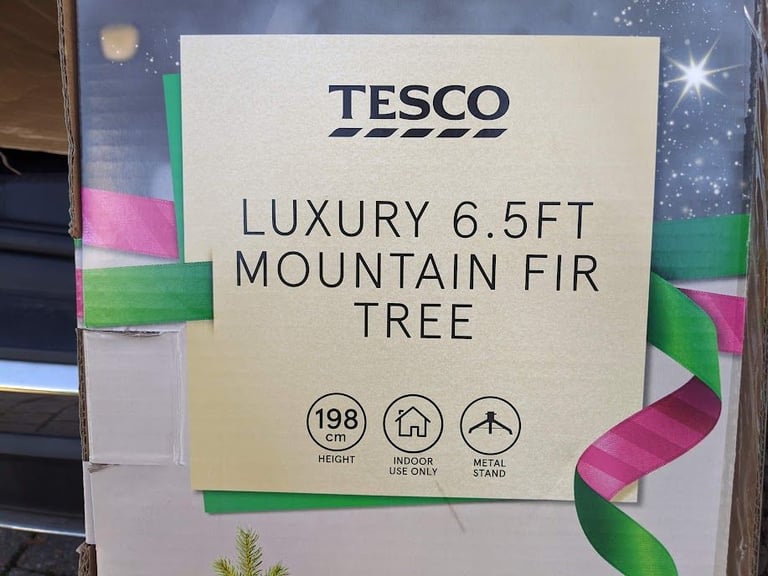 TESCO
LUXURY 6.5FT
MOUNTAIN FIR
TREE
198
cm
HEIGHT
INDOOR
USE ONLY
METAL
STAND